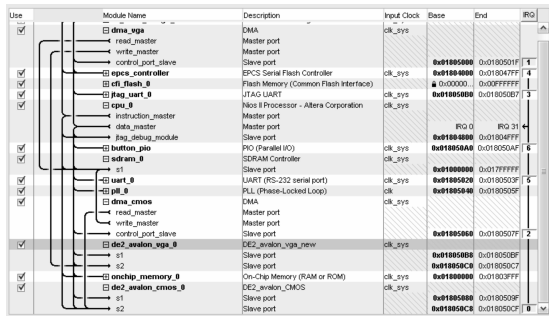 Use Module Name Description Input Clock Base End IRQ
dma_vga DMA clk_sys
read_master Master port
write_master Master port
control_port_slave Slave port 0x01805000 0x0180501F 1
epcs_controller EPCS Serial Flash Controller clk_sys 0x01804000 0x018047FF 4
cfi_flash_0 Flash Memory (Common Flash Interface) 0x00000... 0x00FFFFFF
jtag_uart_0 JTAG UART clk_sys 0x018050B0 0x018050B7 3
cpu_0 Nios II Processor - Altera Corporation clk_sys
instruction_master Master port
data_master Master port IRQ 0 IRQ 31
jtag_debug_module Slave port 0x01804800 0x01804FFF
button_pio PIO (Parallel I/O) clk_sys 0x018050A0 0x018050AF 6
sdram_0 SDRAM Controller clk_sys
s1 Slave port 0x01000000 0x017FFFFF
uart_0 UART (RS-232 serial port) clk_sys 0x01805020 0x0180503F 5
pll_0 PLL (Phase-Locked Loop) clk 0x01805040 0x0180505F
dma_cmos DMA clk_sys
read_master Master port
write_master Master port
control_port_slave Slave port 0x01805060 0x0180507F 2
de2_avalon_vga_0 DE2_avalon_vga_new clk_sys
s1 Slave port 0x018050B8 0x018050BF
s2 Slave port 0x018050C0 0x018050C7
onchip_memory_0 On-Chip Memory (RAM or ROM) clk_sys 0x01800000 0x01803FFF
de2_avalon_cmos_0 DE2_avalon_CMOS clk_sys
s1 Slave port 0x01805080 0x0180509F
s2 Slave port 0x018050C8 0x018050CF 0